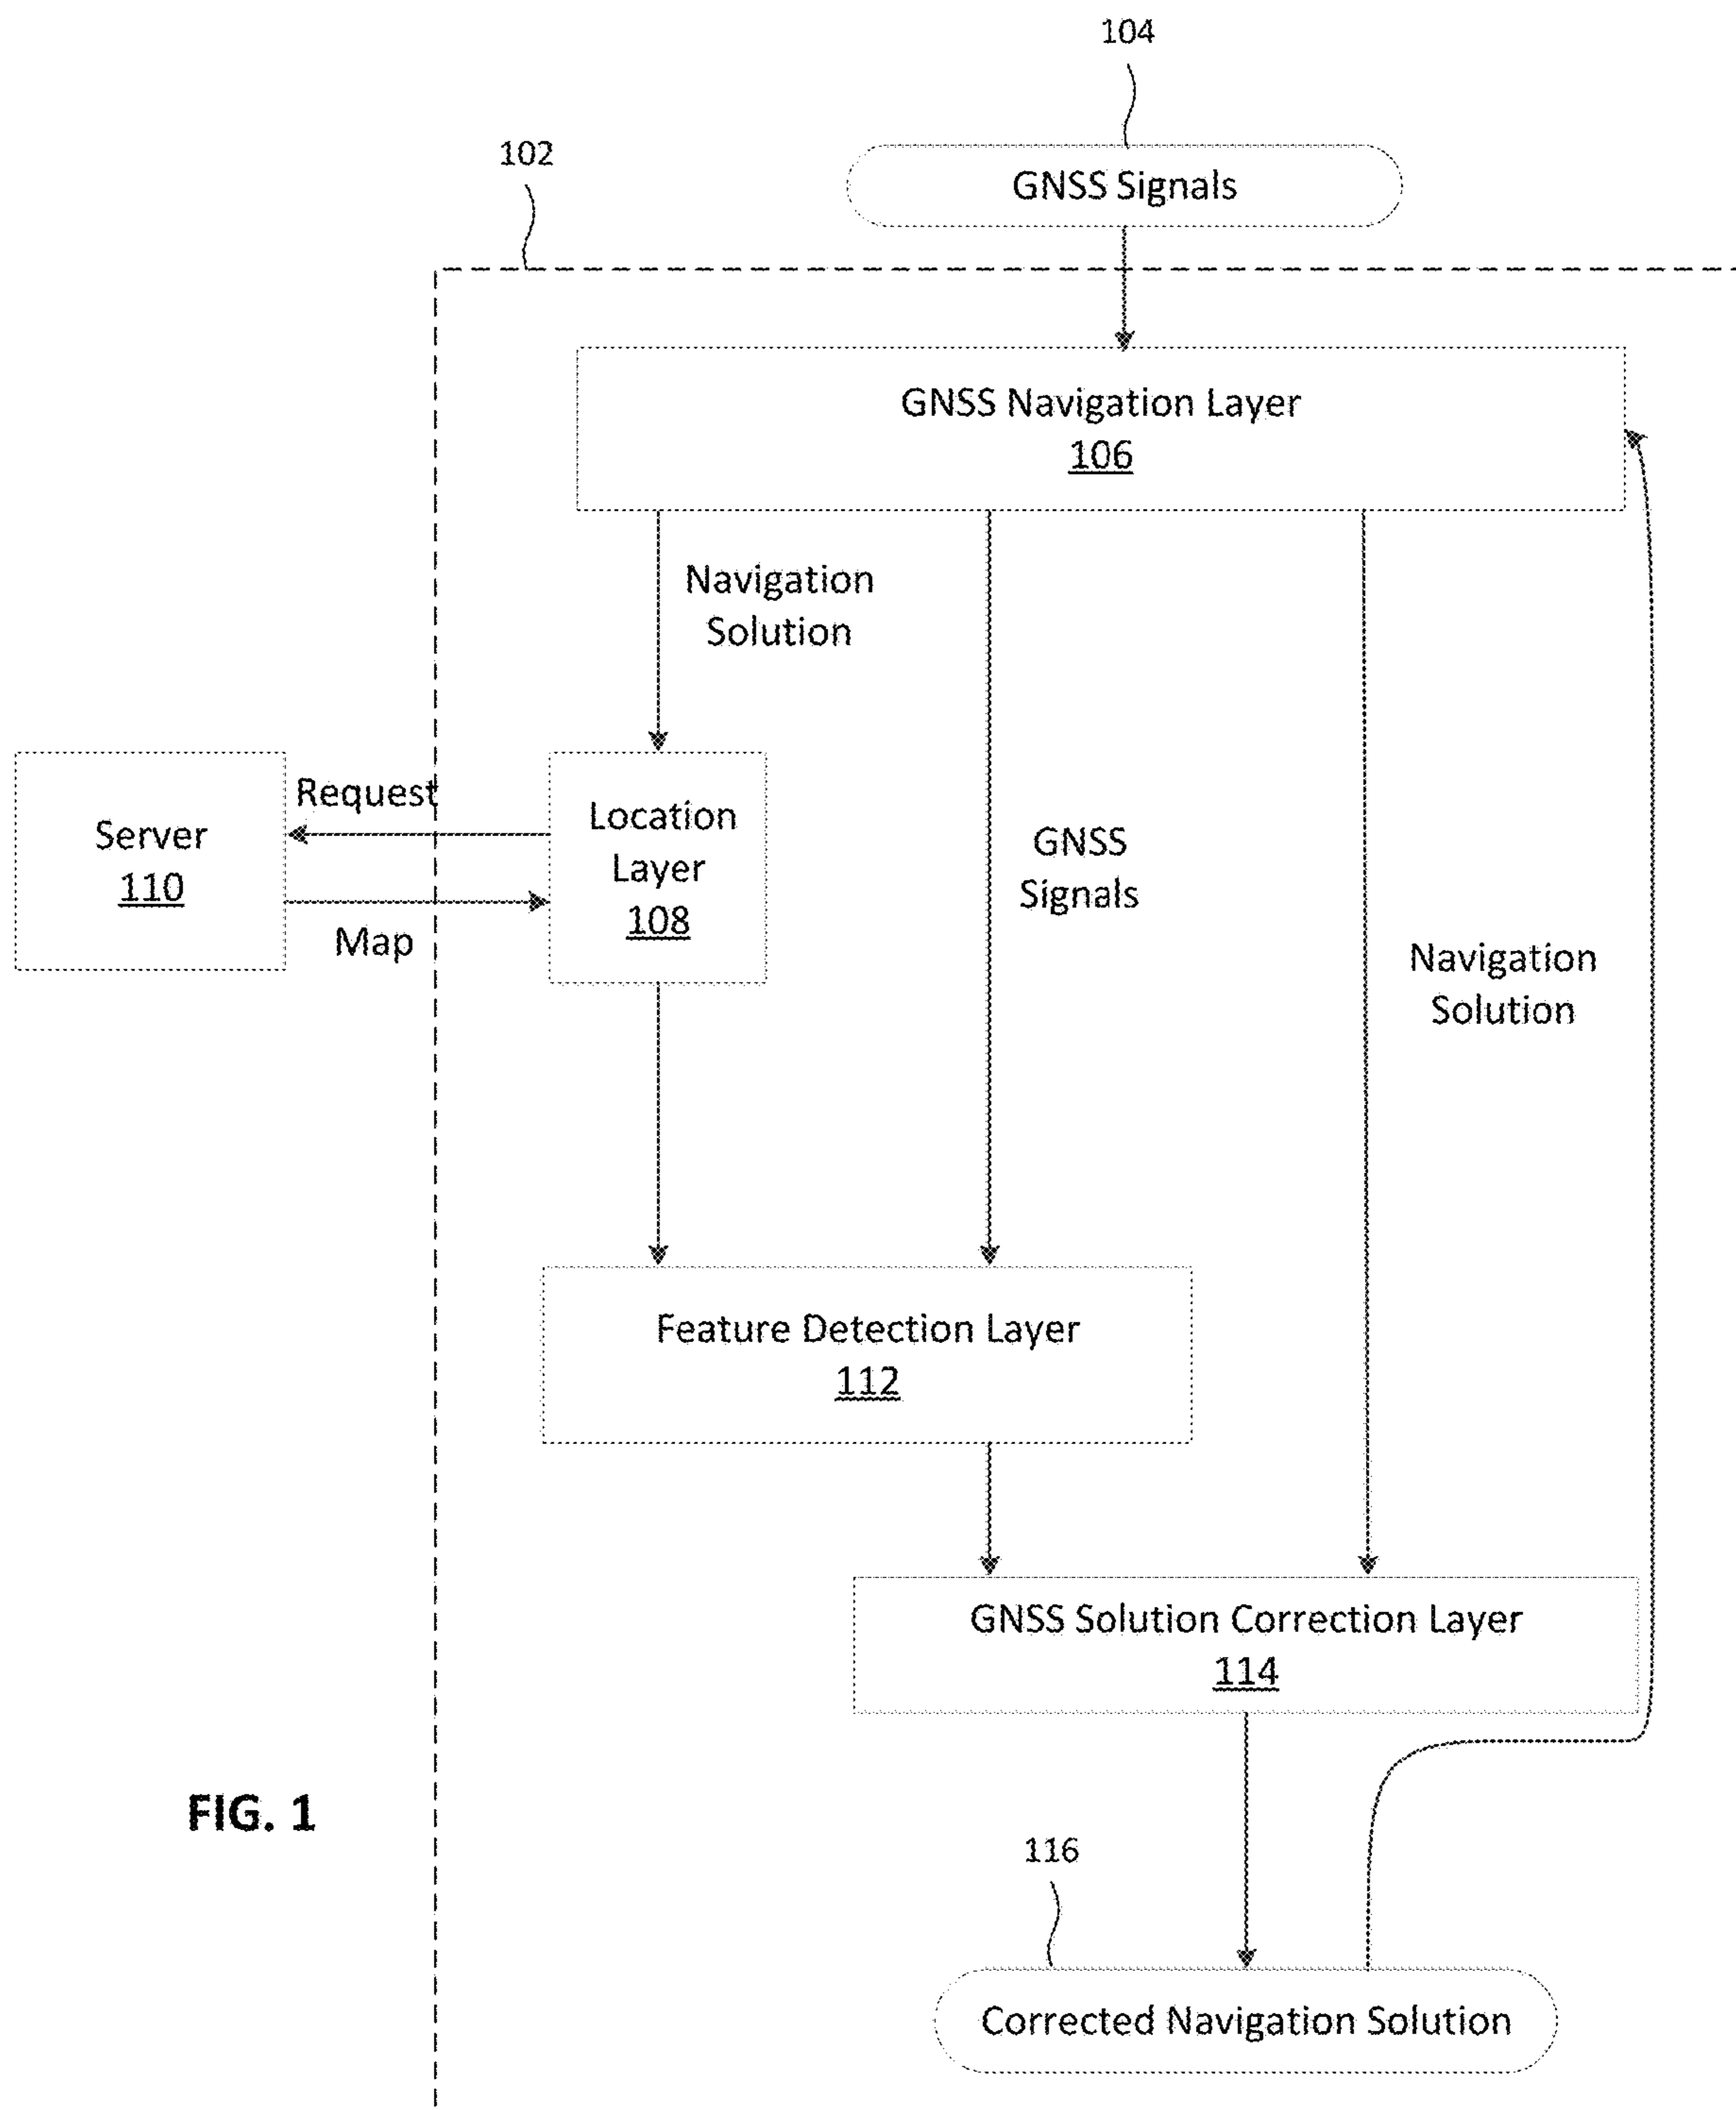 104
102
GNSS Signals
GNSS Navigation Layer
106
Navigation
Solution
Request
Server
110
Map
Location
Layer
108
GNSS
Signals
Navigation
Solution
Feature Detection Layer
112
GNSS Solution Correction Layer
114
FIG. 1
116
Corrected Navigation Solution